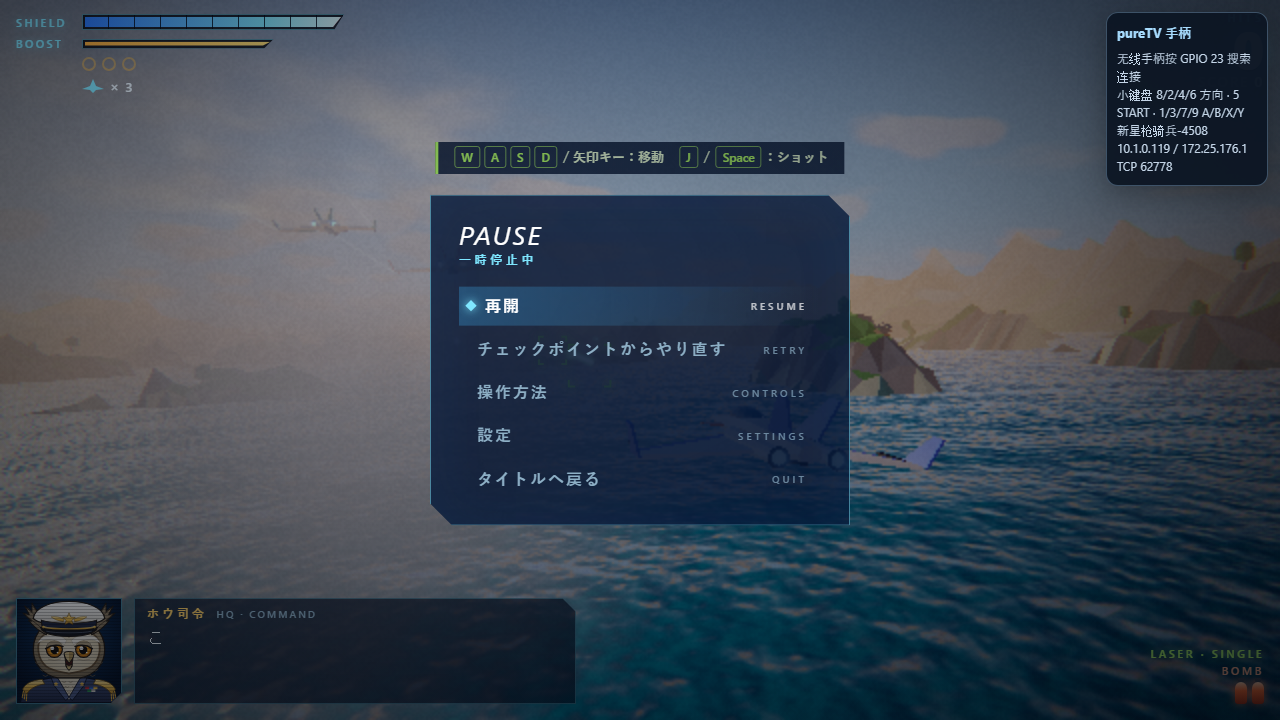 SHIELD
BOOST
× 3
pureTV 手柄
无线手柄按 GPIO 23 搜索
连接
小键盘 8/2/4/6 方向 · 5
START · 1/3/7/9 A/B/X/Y
新星枪骑兵-4508
10.1.0.119 / 172.25.176.1
TCP 62778
W A S D / 矢印キー：移動 J / Space ：ショット
PAUSE
一時停止中
再開 RESUME
チェックポイントからやり直す RETRY
操作方法 CONTROLS
設定 SETTINGS
タイトルへ戻る QUIT
ホウ司令 HQ · COMMAND
こ
LASER · SINGLE
BOMB